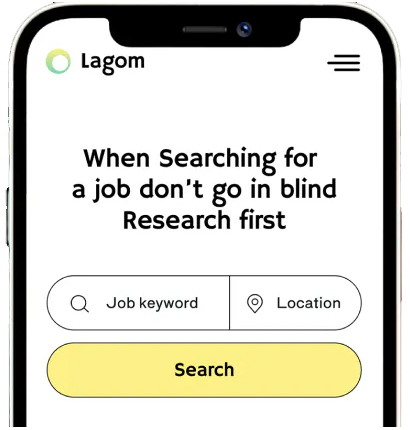 Lagom
When Searching for
a job don't go in blind
Research first
Job keyword
Location
Search